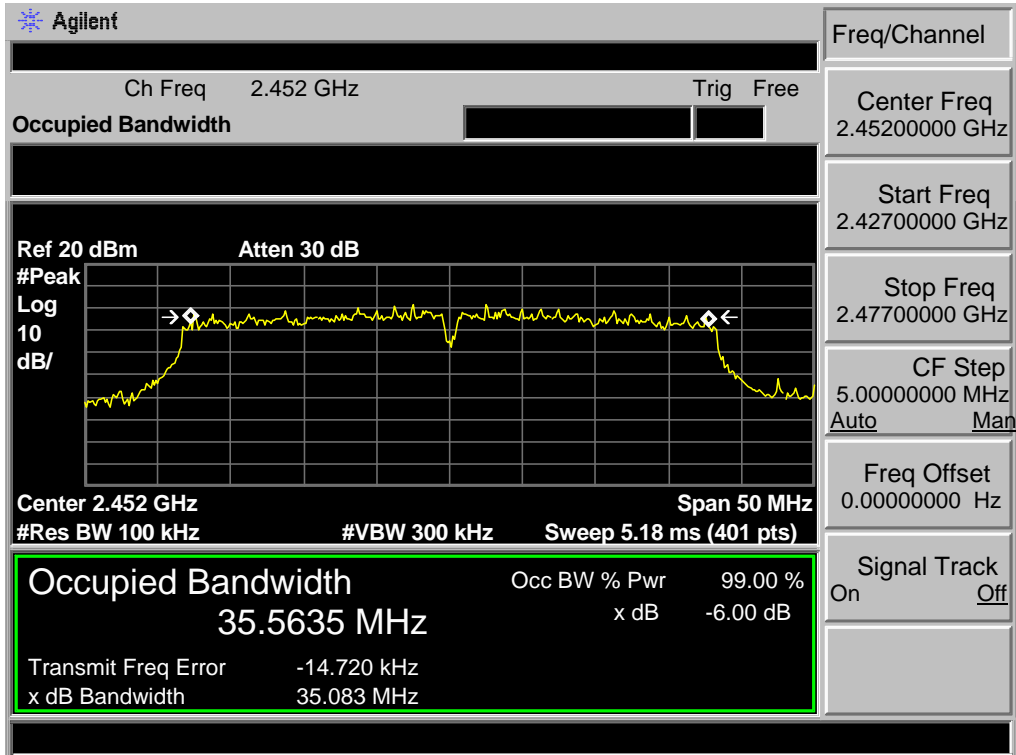 Agilent
Freq/Channel
Ch Freq 2.452 GHz Trig Free
Occupied Bandwidth
Center Freq
2.45200000 GHz
Start Freq
2.42700000 GHz
Stop Freq
2.47700000 GHz
CF Step
5.00000000 MHz
Auto Man
Freq Offset
0.00000000 Hz
Signal Track
On Off
Ref 20 dBm Atten 30 dB
#Peak
Log
10
dB/
Center 2.452 GHz Span 50 MHz
#Res BW 100 kHz #VBW 300 kHz Sweep 5.18 ms (401 pts)
Occupied Bandwidth Occ BW % Pwr 99.00 %
35.5635 MHz x dB -6.00 dB
Transmit Freq Error -14.720 kHz
x dB Bandwidth 35.083 MHz